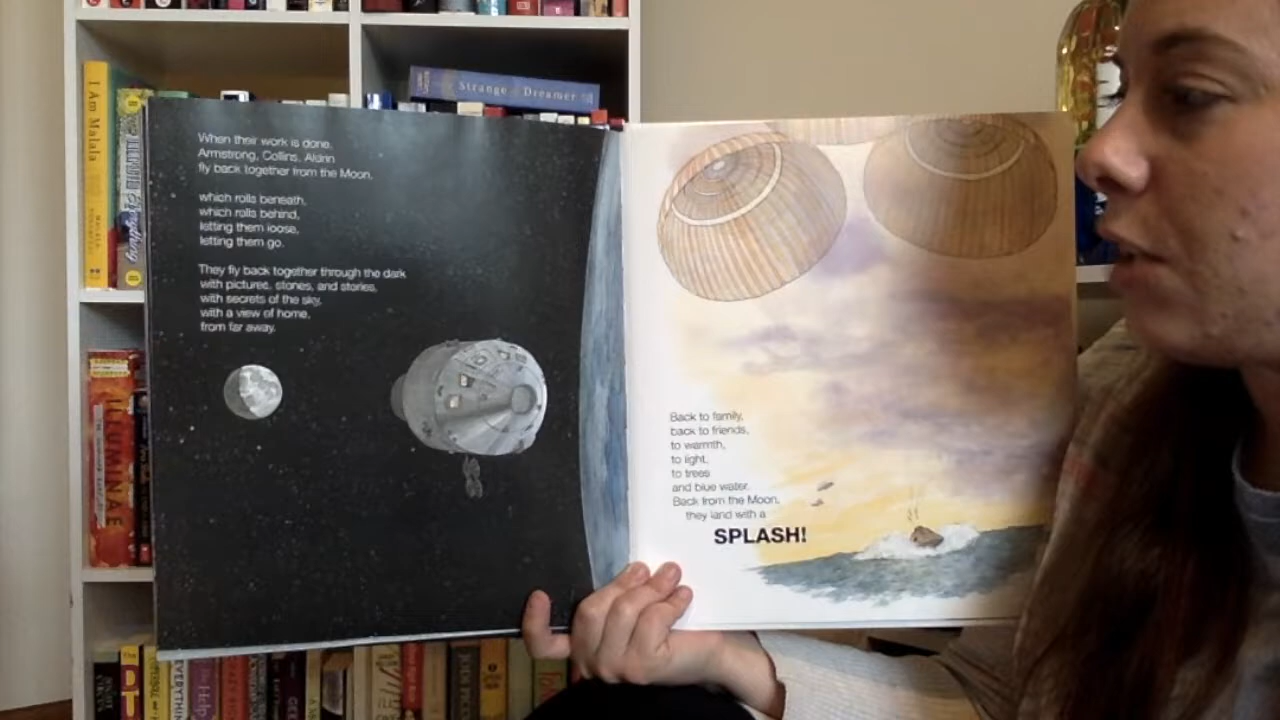 Strange Dreamer
I Am Malala
ILLUMINAE
When their work is done,
Armstrong, Collins, Aldrin
fly back together from the Moon,
which rolls beneath,
which rolls behind,
letting them loose,
letting them go.
They fly back together through the dark
with pictures, stones, and stories,
with secrets of the sky,
with a view of home,
from far away.
Back to family,
back to friends,
to warmth,
to light,
to trees
and blue water.
Back from the Moon,
they land with a
SPLASH!